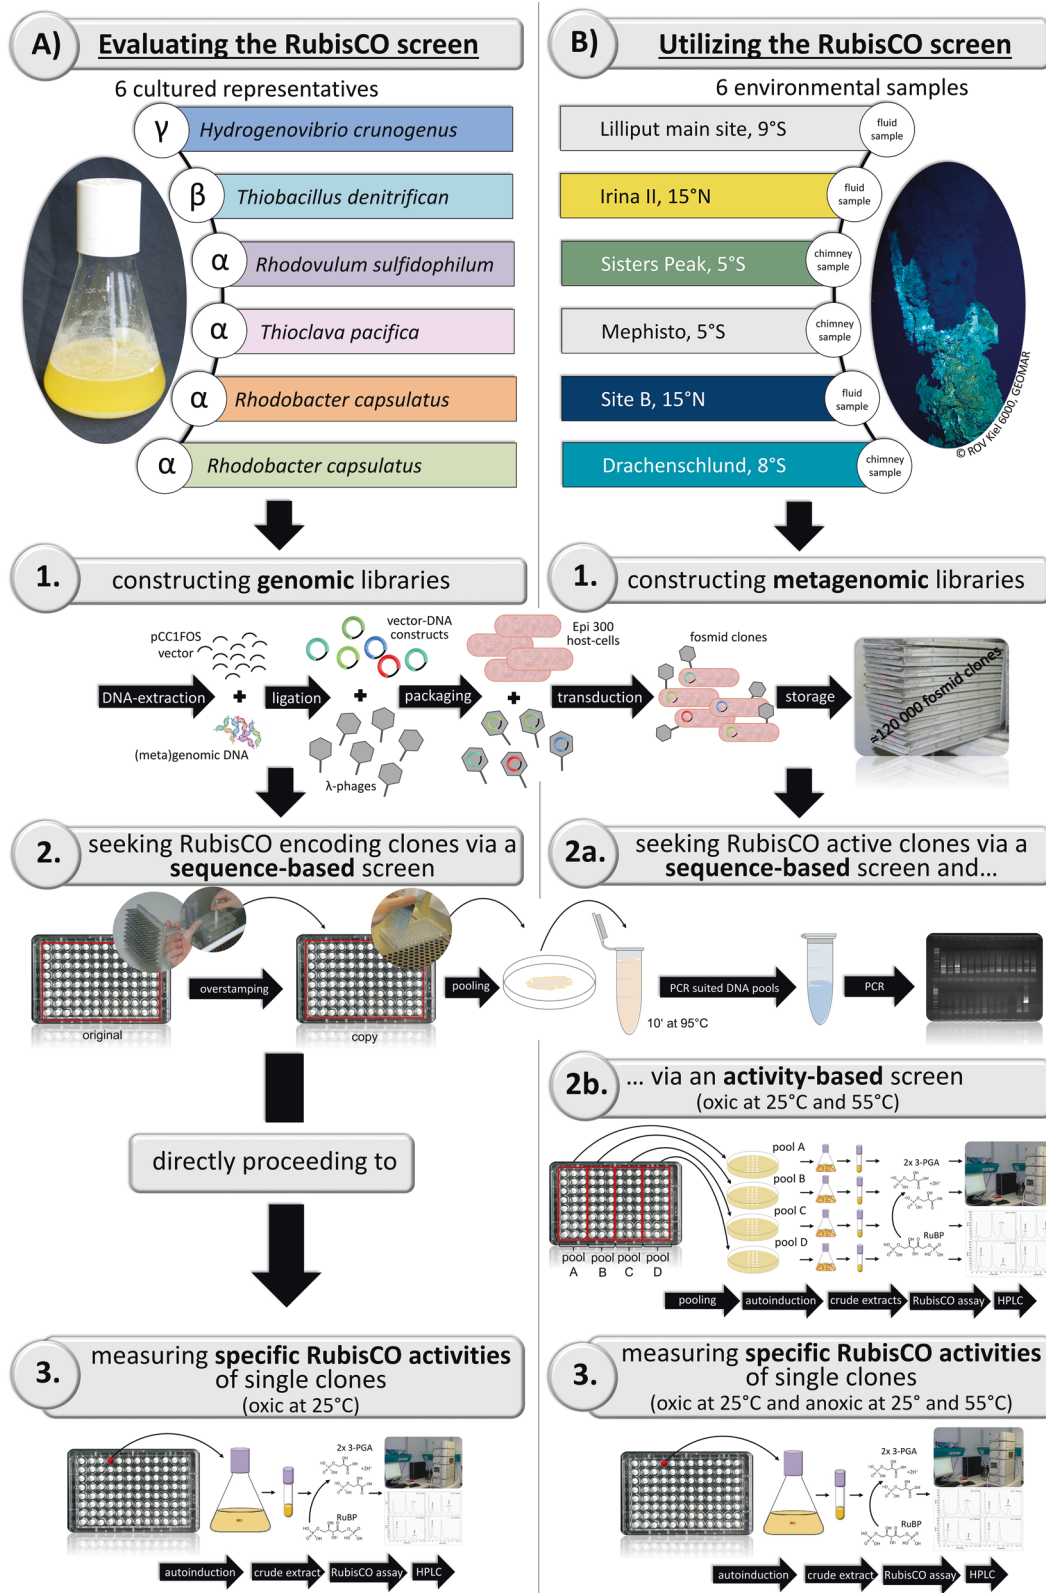 A) Evaluating the RubisCO screen
6 cultured representatives
γ Hydrogenovibrio crunogenus
β Thiobacillus denitrifican
α Rhodovulum sulfidophilum
α Thioclava pacifica
α Rhodobacter capsulatus
α Rhodobacter capsulatus
B) Utilizing the RubisCO screen
6 environmental samples
Lilliput main site, 9°S
fluid
sample
Irina II, 15°N
fluid
sample
Sisters Peak, 5°S
chimney
sample
Mephisto, 5°S
chimney
sample
Site B, 15°N
fluid
sample
Drachenschlund, 8°S
chimney
sample
© ROV Kiel 6000, GEOMAR
1. constructing genomic libraries
1. constructing metagenomic libraries
pCC1FOS
vector
vector-DNA
constructs
Epi 300
host-cells
fosmid clones
DNA-extraction
+
ligation
+
packaging
+
transduction
storage
≈120 000 fosmid clones
(meta)genomic DNA
λ-phages
2. seeking RubisCO encoding clones via a
sequence-based screen
2a. seeking RubisCO active clones via a
sequence-based screen and...
overstamping
pooling
PCR suited DNA pools
PCR
original
copy
10' at 95°C
2b. ... via an activity-based screen
(oxic at 25°C and 55°C)
directly proceeding to
pool A
pool B
pool C
pool D
pool
A
pool
B
pool
C
pool
D
2x 3-PGA
+2H⁺
RuBP
pooling
autoinduction
crude extracts
RubisCO assay
HPLC
3. measuring specific RubisCO activities
of single clones
(oxic at 25°C)
2x 3-PGA
+2H⁺
RuBP
autoinduction
crude extract
RubisCO assay
HPLC
3. measuring specific RubisCO activities
of single clones
(oxic at 25°C and anoxic at 25° and 55°C)
2x 3-PGA
+2H⁺
RuBP
autoinduction
crude extract
RubisCO assay
HPLC